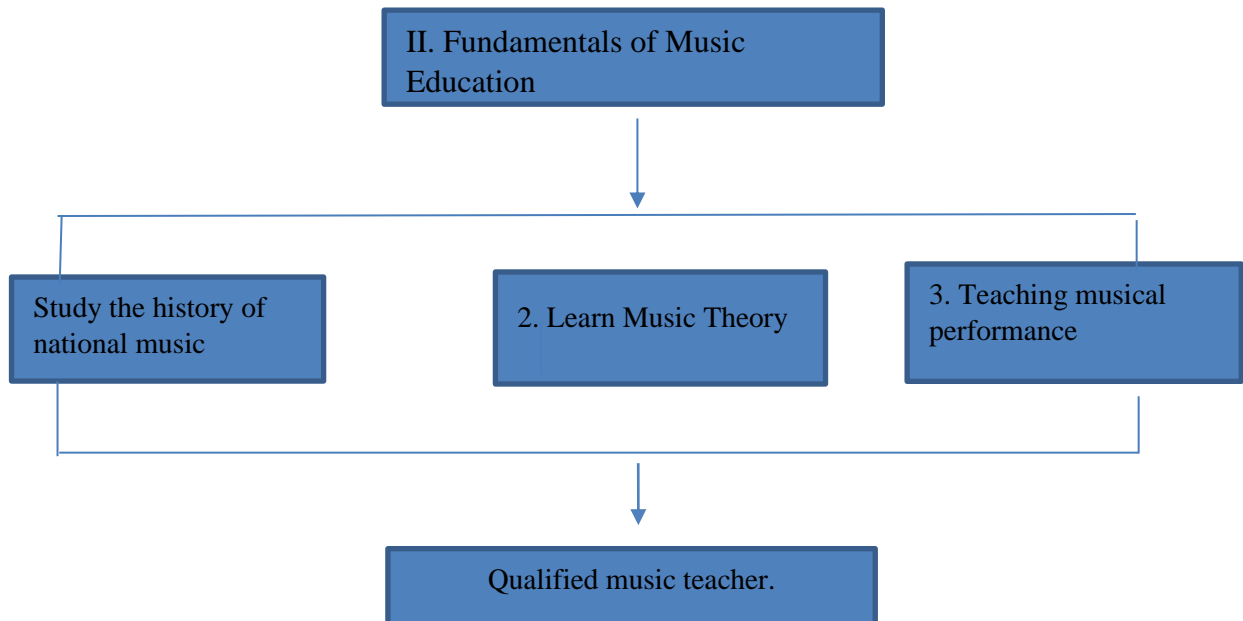 II. Fundamentals of Music
Education
Study the history of
national music
2. Learn Music Theory
3. Teaching musical
performance
Qualified music teacher.